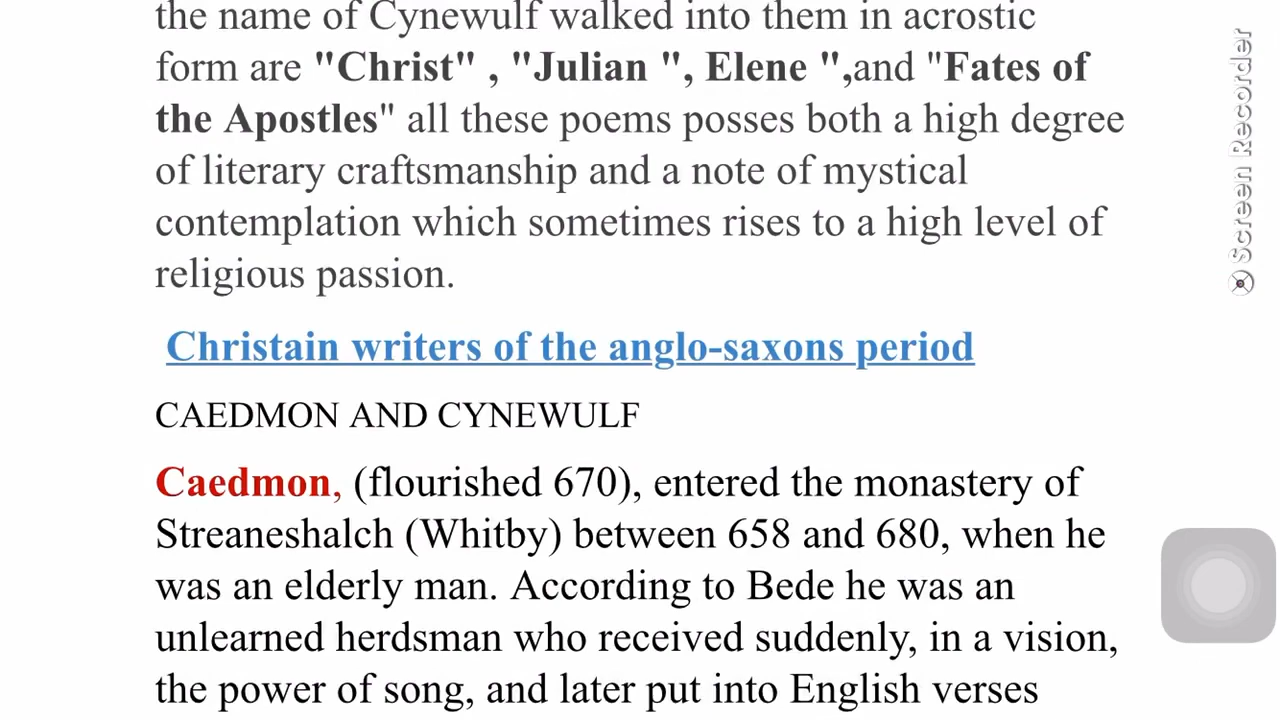 the name of Cynewulf walked into them in acrostic
form are "Christ" , "Julian ", Elene ",and "Fates of
the Apostles" all these poems posses both a high degree
of literary craftsmanship and a note of mystical
contemplation which sometimes rises to a high level of
religious passion.
Christain writers of the anglo-saxons period
CAEDMON AND CYNEWULF
Caedmon, (flourished 670), entered the monastery of
Streaneshalch (Whitby) between 658 and 680, when he
was an elderly man. According to Bede he was an
unlearned herdsman who received suddenly, in a vision,
the power of song, and later put into English verses
Screen Recorder